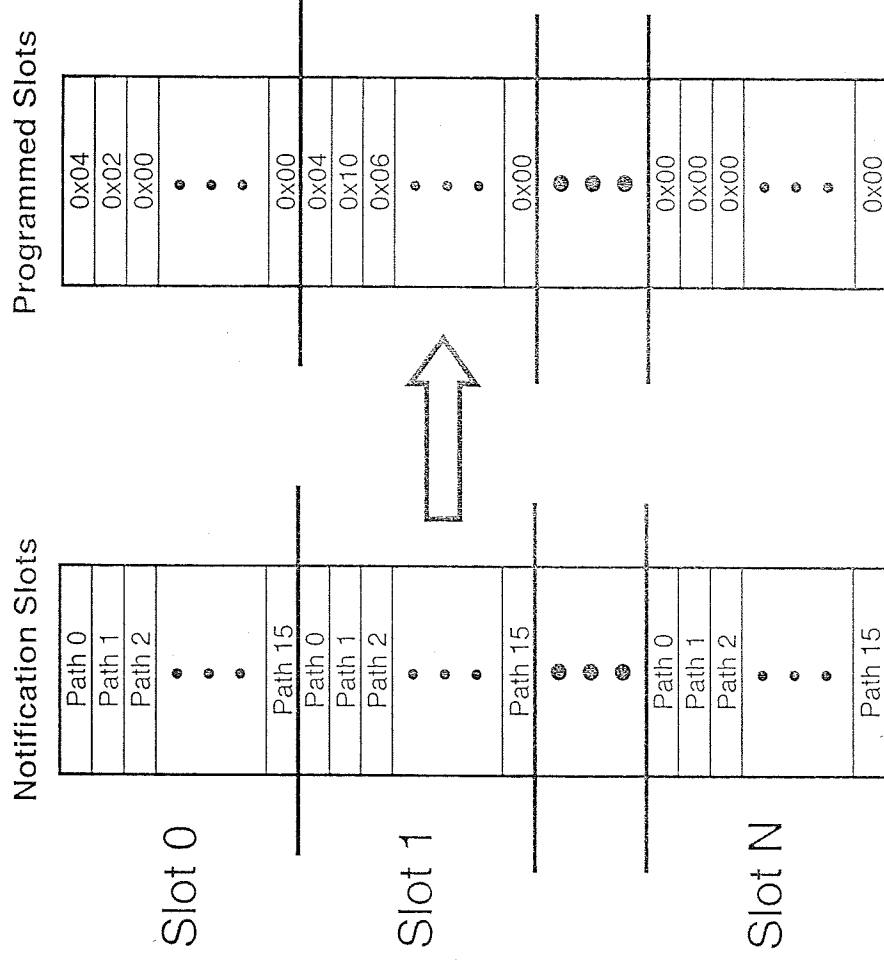 Notification Slots
Programmed Slots
Slot 0
Path 0
Path 1
Path 2
Path 15
0x04
0x02
0x00
0x00
Slot 1
Path 0
Path 1
Path 2
Path 15
0x04
0x10
0x06
0x00
Slot N
Path 0
Path 1
Path 2
Path 15
0x00
0x00
0x00
0x00